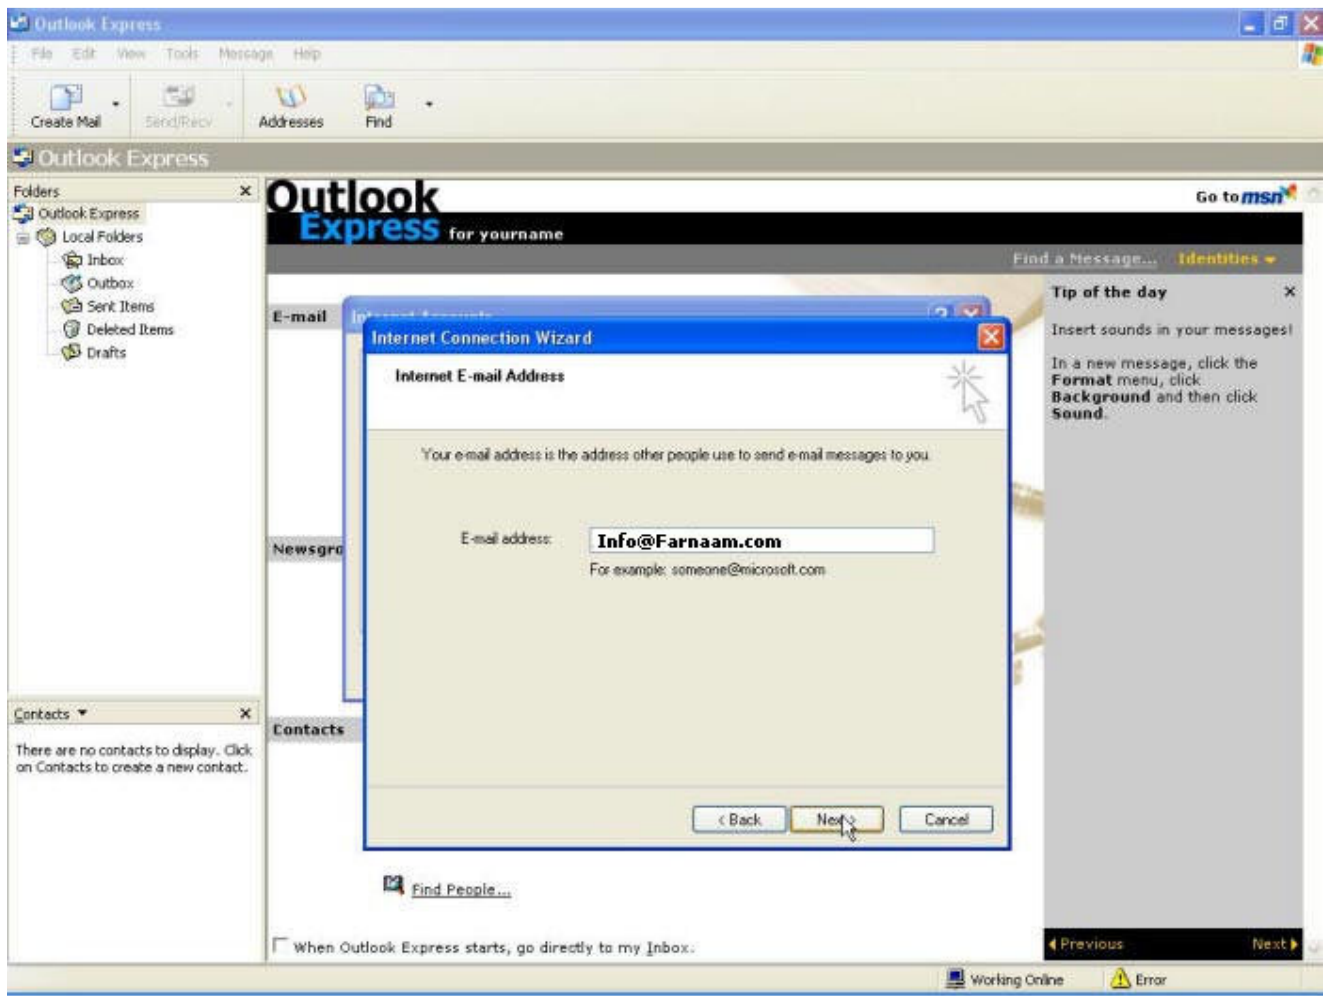 Outlook Express
File Edit View Tools Message Help
Create Mail Send/Recv Addresses Find
Outlook Express
Folders
Outlook Express
Local Folders
Inbox
Outbox
Sent Items
Deleted Items
Drafts
Contacts
There are no contacts to display. Click
on Contacts to create a new contact.
Outlook
Express for yourname
Go to msn
Find a Message... Identities
E-mail
Newsgro
Contacts
Internet Accounts
Internet Connection Wizard
Internet E-mail Address
Your e-mail address is the address other people use to send e-mail messages to you.
E-mail address: Info@Farnaam.com
For example: someone@microsoft.com
< Back Next > Cancel
Find People...
When Outlook Express starts, go directly to my Inbox.
Tip of the day
Insert sounds in your messages!
In a new message, click the
Format menu, click
Background and then click
Sound.
Previous Next
Working Online Error